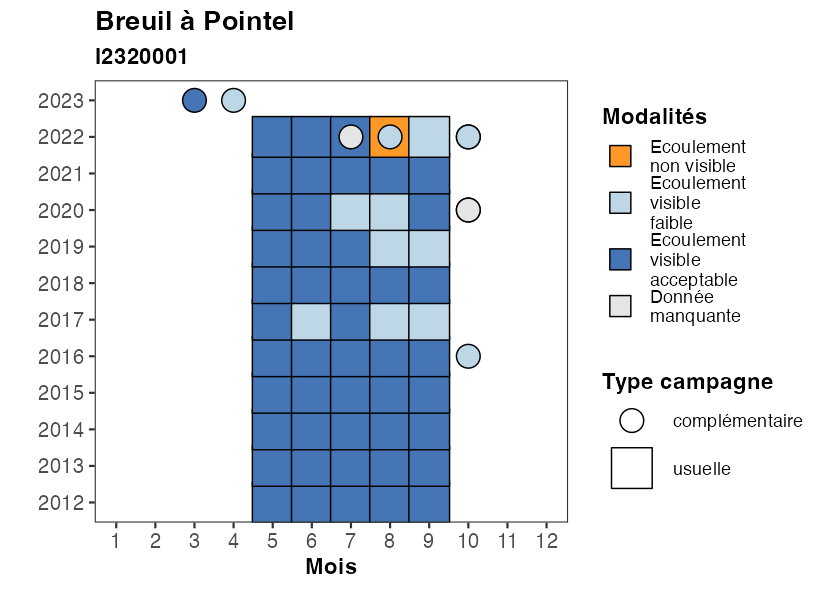 Breuil à Pointel
I2320001
2023
2022
2021
2020
2019
2018
2017
2016
2015
2014
2013
2012
1 2 3 4 5 6 7 8 9 10 11 12
Mois
Modalités
Ecoulement
non visible
Ecoulement
visible
faible
Ecoulement
visible
acceptable
Donnée
manquante
Type campagne
complémentaire
usuelle